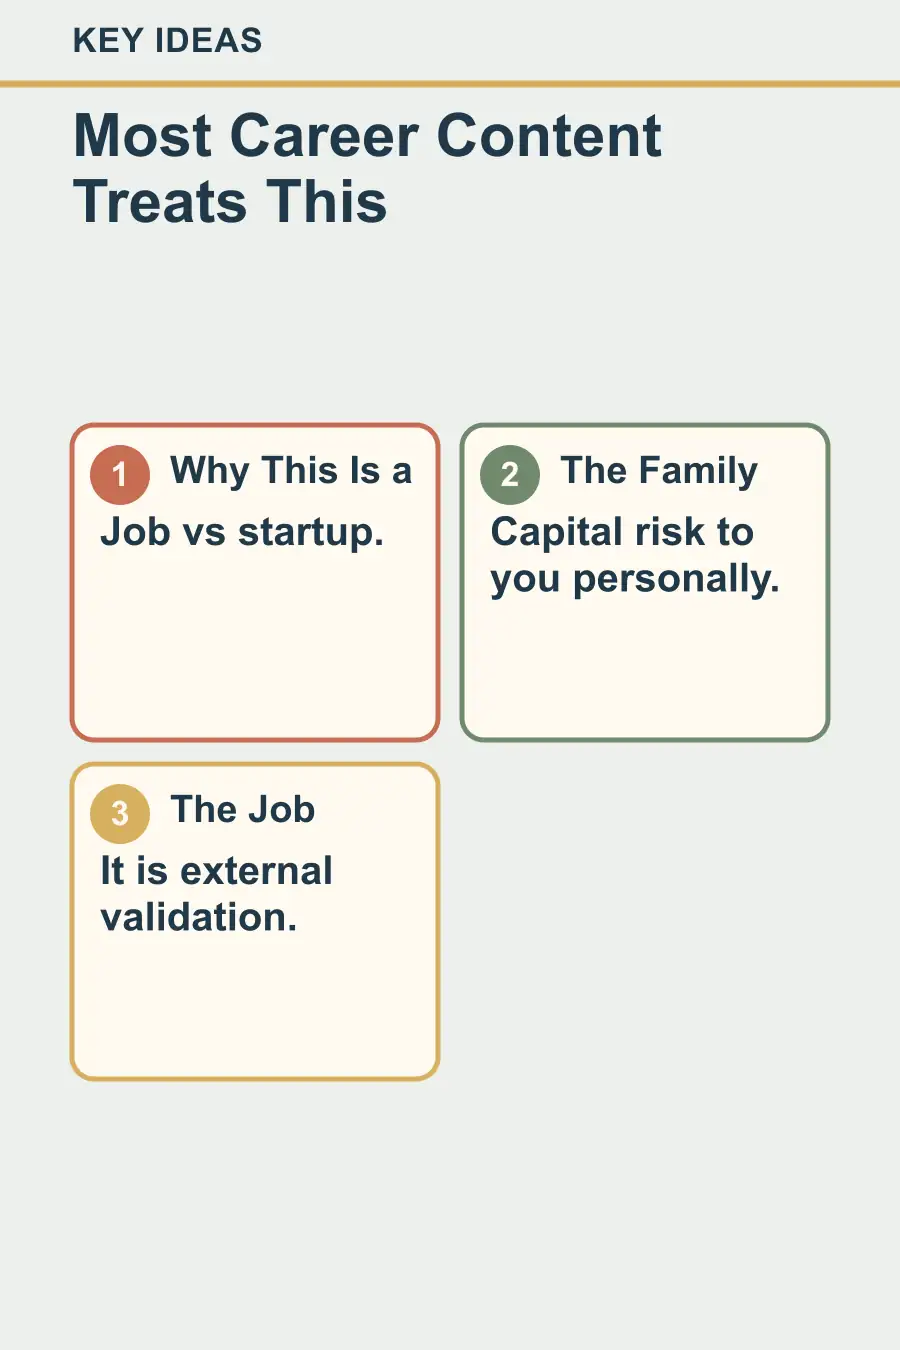 KEY IDEAS
Most Career Content
Treats This
1 Why This Is a
Job vs startup.
2 The Family
Capital risk to
you personally.
3 The Job
It is external
validation.